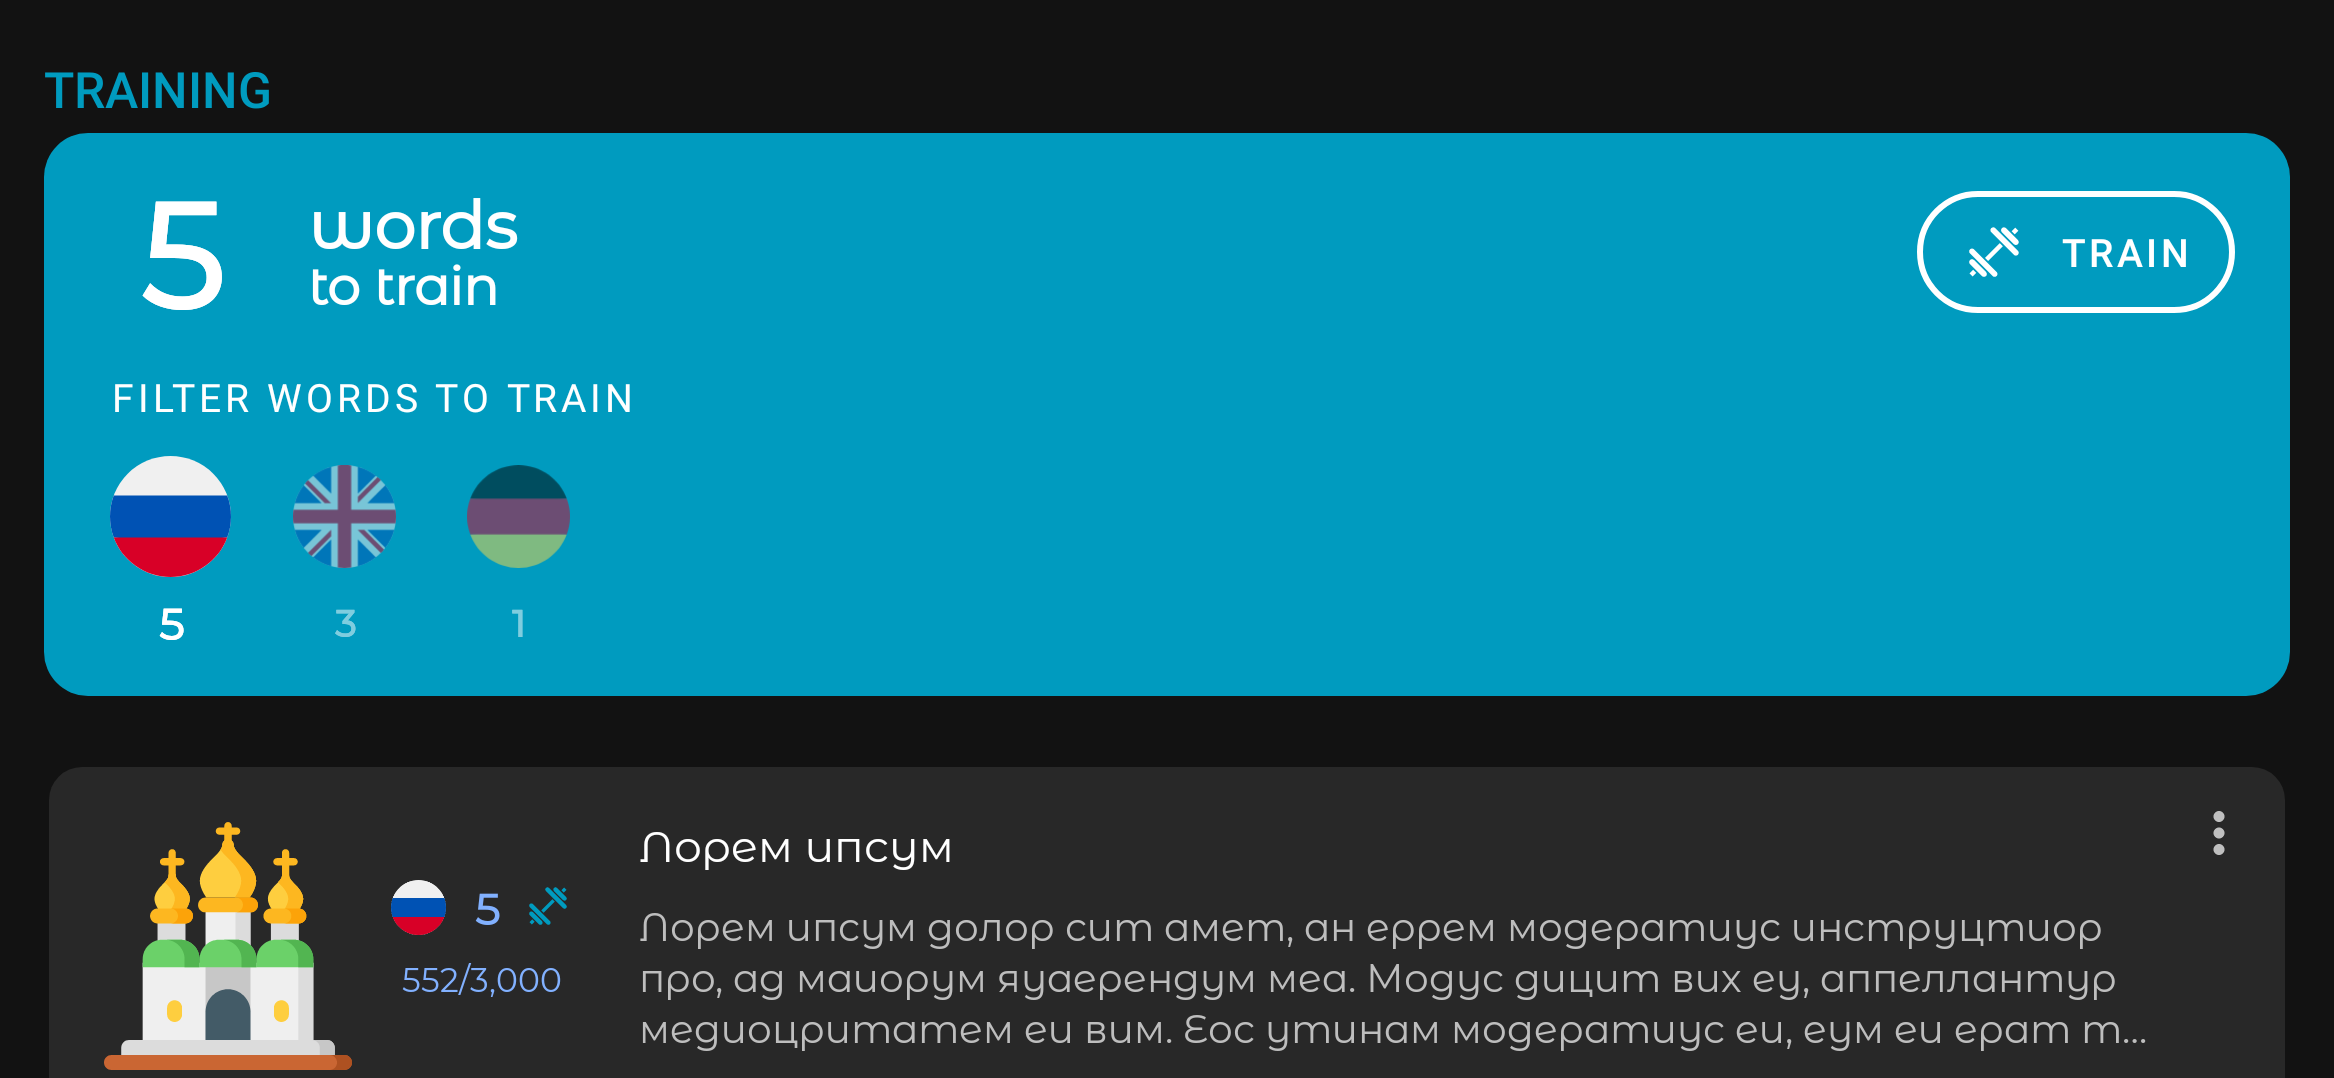 TRAINING
5 words
to train
TRAIN
FILTER WORDS TO TRAIN
5 3 1
Лорем ипсум
5
552/3,000
Лорем ипсум долор сит амет, ан еррем модератиус инструцтиор
про, ад маиорум яуаерендум меа. Модус дицит вих еу, аппеллантур
медиоцритатем еи вим. Еос утинам модератиус еи, еум еи ерат т...